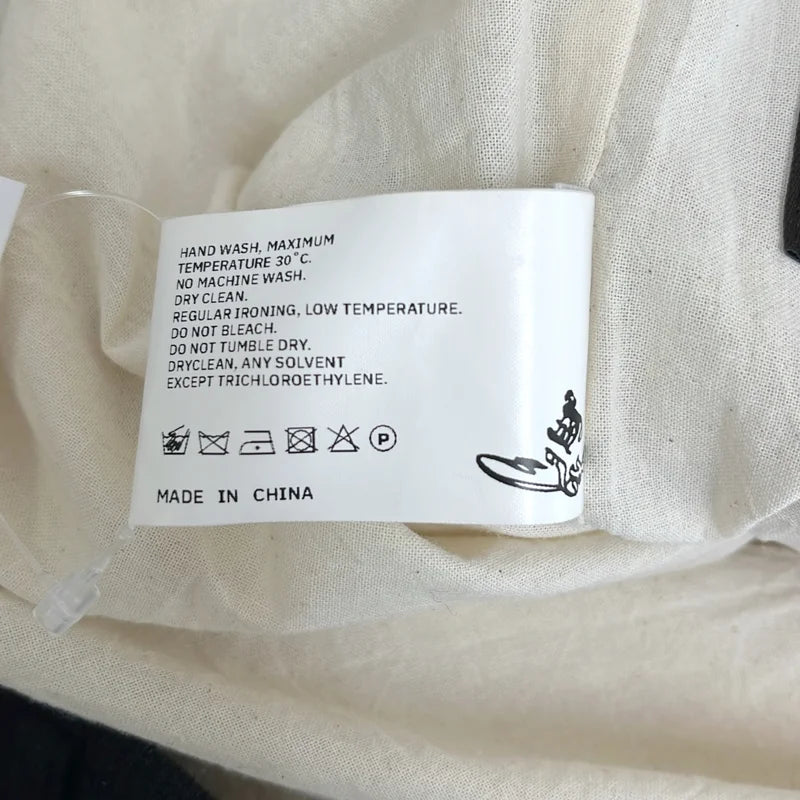 HAND WASH, MAXIMUM
TEMPERATURE 30°C.
NO MACHINE WASH.
DRY CLEAN.
REGULAR IRONING, LOW TEMPERATURE.
DO NOT BLEACH.
DO NOT TUMBLE DRY.
DRYCLEAN, ANY SOLVENT
EXCEPT TRICHLOROETHYLENE.
P
MADE IN CHINA